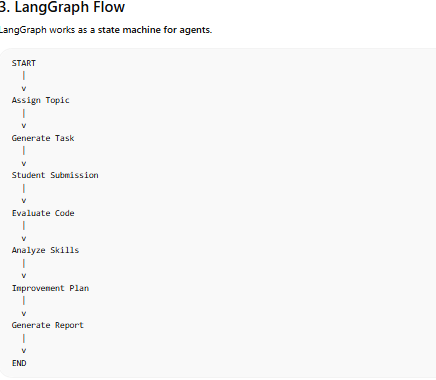 3. LangGraph Flow
LangGraph works as a state machine for agents.
START
|
v
Assign Topic
|
v
Generate Task
|
v
Student Submission
|
v
Evaluate Code
|
v
Analyze Skills
|
v
Improvement Plan
|
v
Generate Report
|
v
END